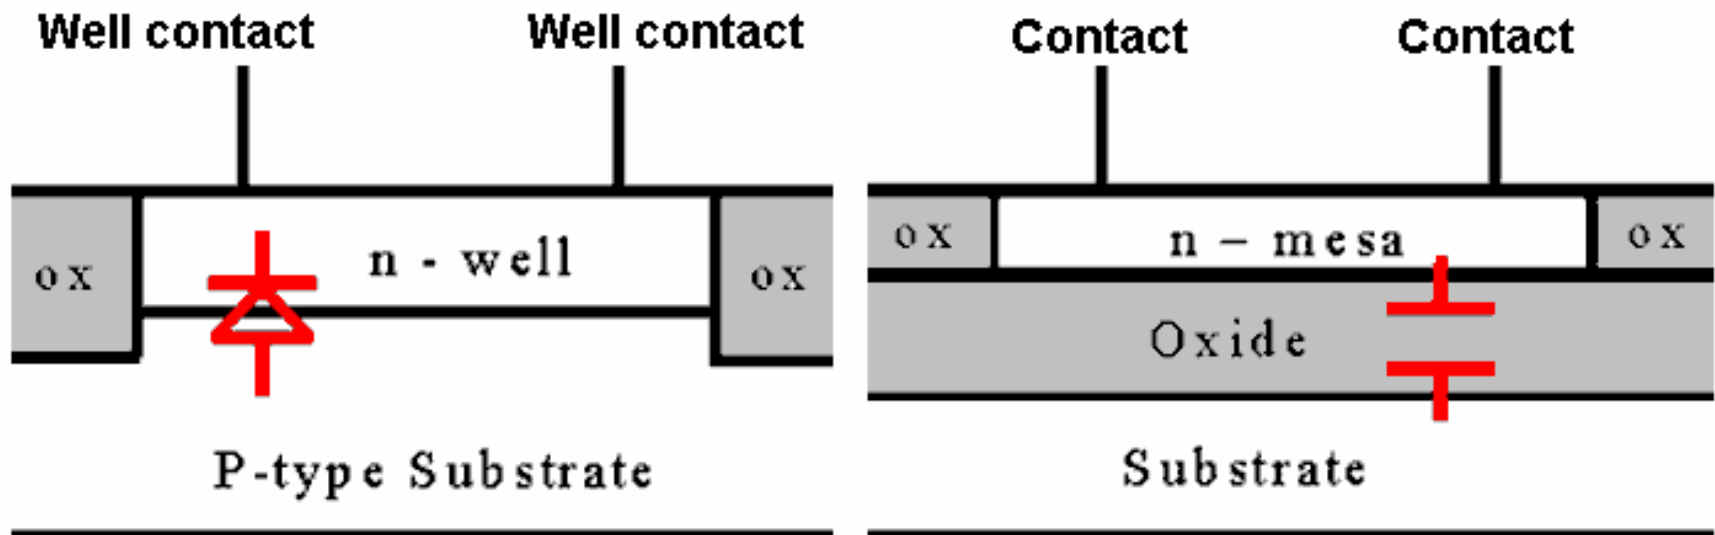 Well contact
Well contact
ox
n - well
ox
P-type Substrate
Contact
Contact
ox
n – mesa
ox
Oxide
Substrate